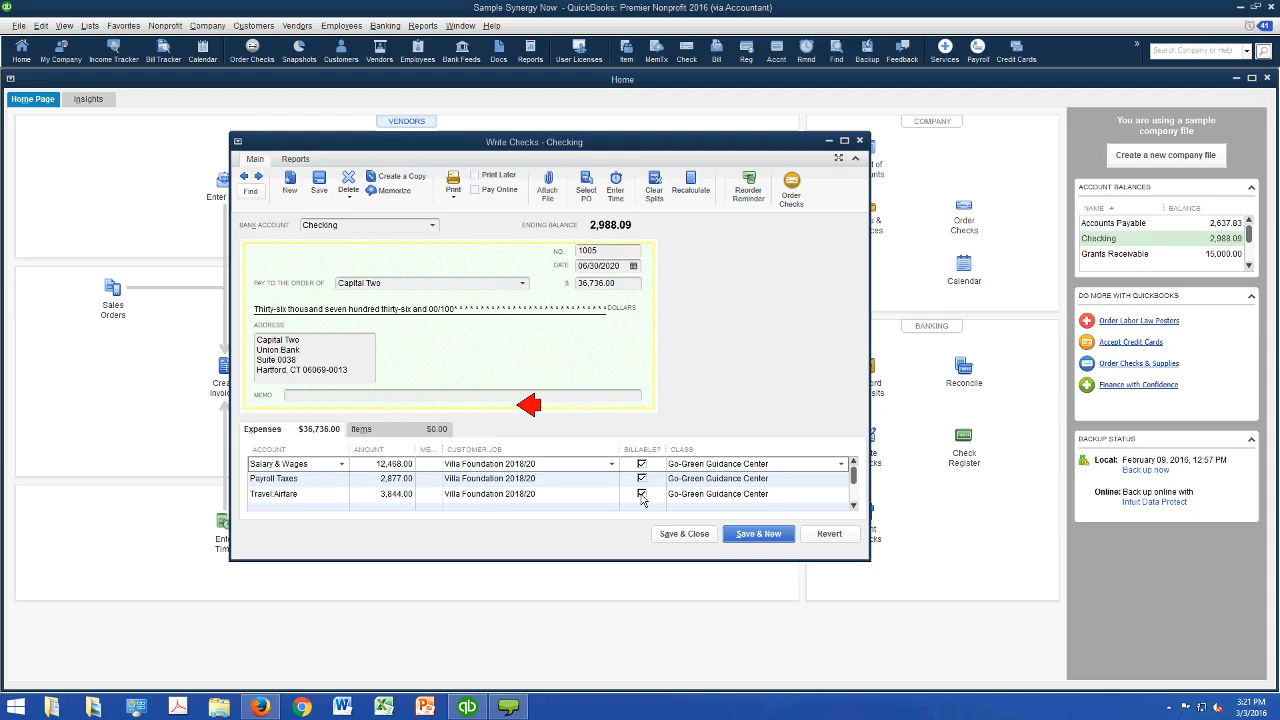 Sample Synergy Now - QuickBooks: Premier Nonprofit 2016 (via Accountant)
File Edit View Lists Favorites Nonprofit Company Customers Vendors Employees Banking Reports Window Help
41
Home My Company Income Tracker Bill Tracker Calendar Order Checks Snapshots Customers Vendors Employees Bank Feeds Docs Reports User Licenses Item MemTx Check Bill Reg Accnt Rmnd Find Backup Feedback Services Payroll Credit Cards
Search Company or Help
Home
Home Page Insights
VENDORS
COMPANY
BANKING
Sales
Orders
Order
Checks
Calendar
Reconcile
Check
Register
Write Checks - Checking
Main Reports
Find New Save Delete
Create a Copy
Memorize
Print
Print Later
Pay Online
Attach
File
Select
PO
Enter
Time
Clear
Splits
Recalculate
Reorder
Reminder
Order
Checks
BANK ACCOUNT Checking ENDING BALANCE 2,988.09
NO. 1005
DATE 06/30/2020
PAY TO THE ORDER OF Capital Two $ 36,736.00
Thirty-six thousand seven hundred thirty-six and 00/100* * * * * * * * * * * * * * * * * * * * * * * * * * DOLLARS
ADDRESS
Capital Two
Union Bank
Suite 0038
Hartford, CT 06069-0013
MEMO
Expenses $36,736.00 Items $0.00
ACCOUNT AMOUNT ME... CUSTOMER:JOB BILLABLE? CLASS
Salary & Wages 12,468.00 Villa Foundation 2018/20 Go-Green Guidance Center
Payroll Taxes 2,877.00 Villa Foundation 2018/20 Go-Green Guidance Center
Travel:Airfare 3,844.00 Villa Foundation 2018/20 Go-Green Guidance Center
Save & Close Save & New Revert
You are using a sample
company file
Create a new company file
ACCOUNT BALANCES
NAME BALANCE
Accounts Payable 2,637.83
Checking 2,988.09
Grants Receivable 15,000.00
DO MORE WITH QUICKBOOKS
Order Labor Law Posters
Accept Credit Cards
Order Checks & Supplies
Finance with Confidence
BACKUP STATUS
Local: February 09, 2016, 12:57 PM
Back up now
Online: Back up online with
Intuit Data Protect
3:21 PM
3/3/2016